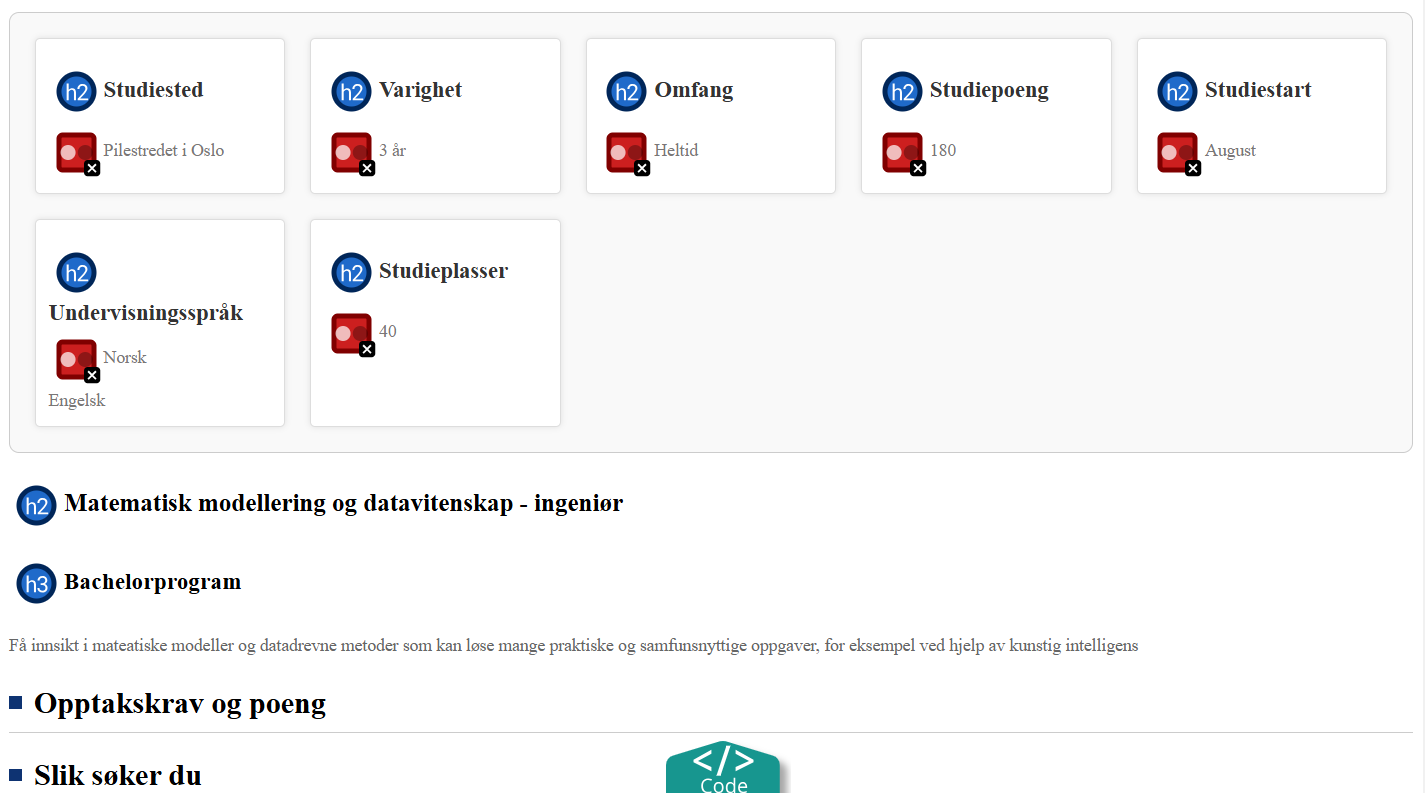 h2 Studiested
h2 Varighet
h2 Omfang
h2 Studiepoeng
h2 Studiestart
Pilestredet i Oslo
3 år
Heltid
180
August
h2
Undervisningsspråk
Norsk
Engelsk
h2 Studieplasser
40
h2 Matematisk modellering og datavitenskap - ingeniør
h3 Bachelorprogram
Få innsikt i mateatiske modeller og datadrevne metoder som kan løse mange praktiske og samfunsnyttige oppgaver, for eksempel ved hjelp av kunstig intelligens
Opptakskrav og poeng
Slik søker du
</>
Code